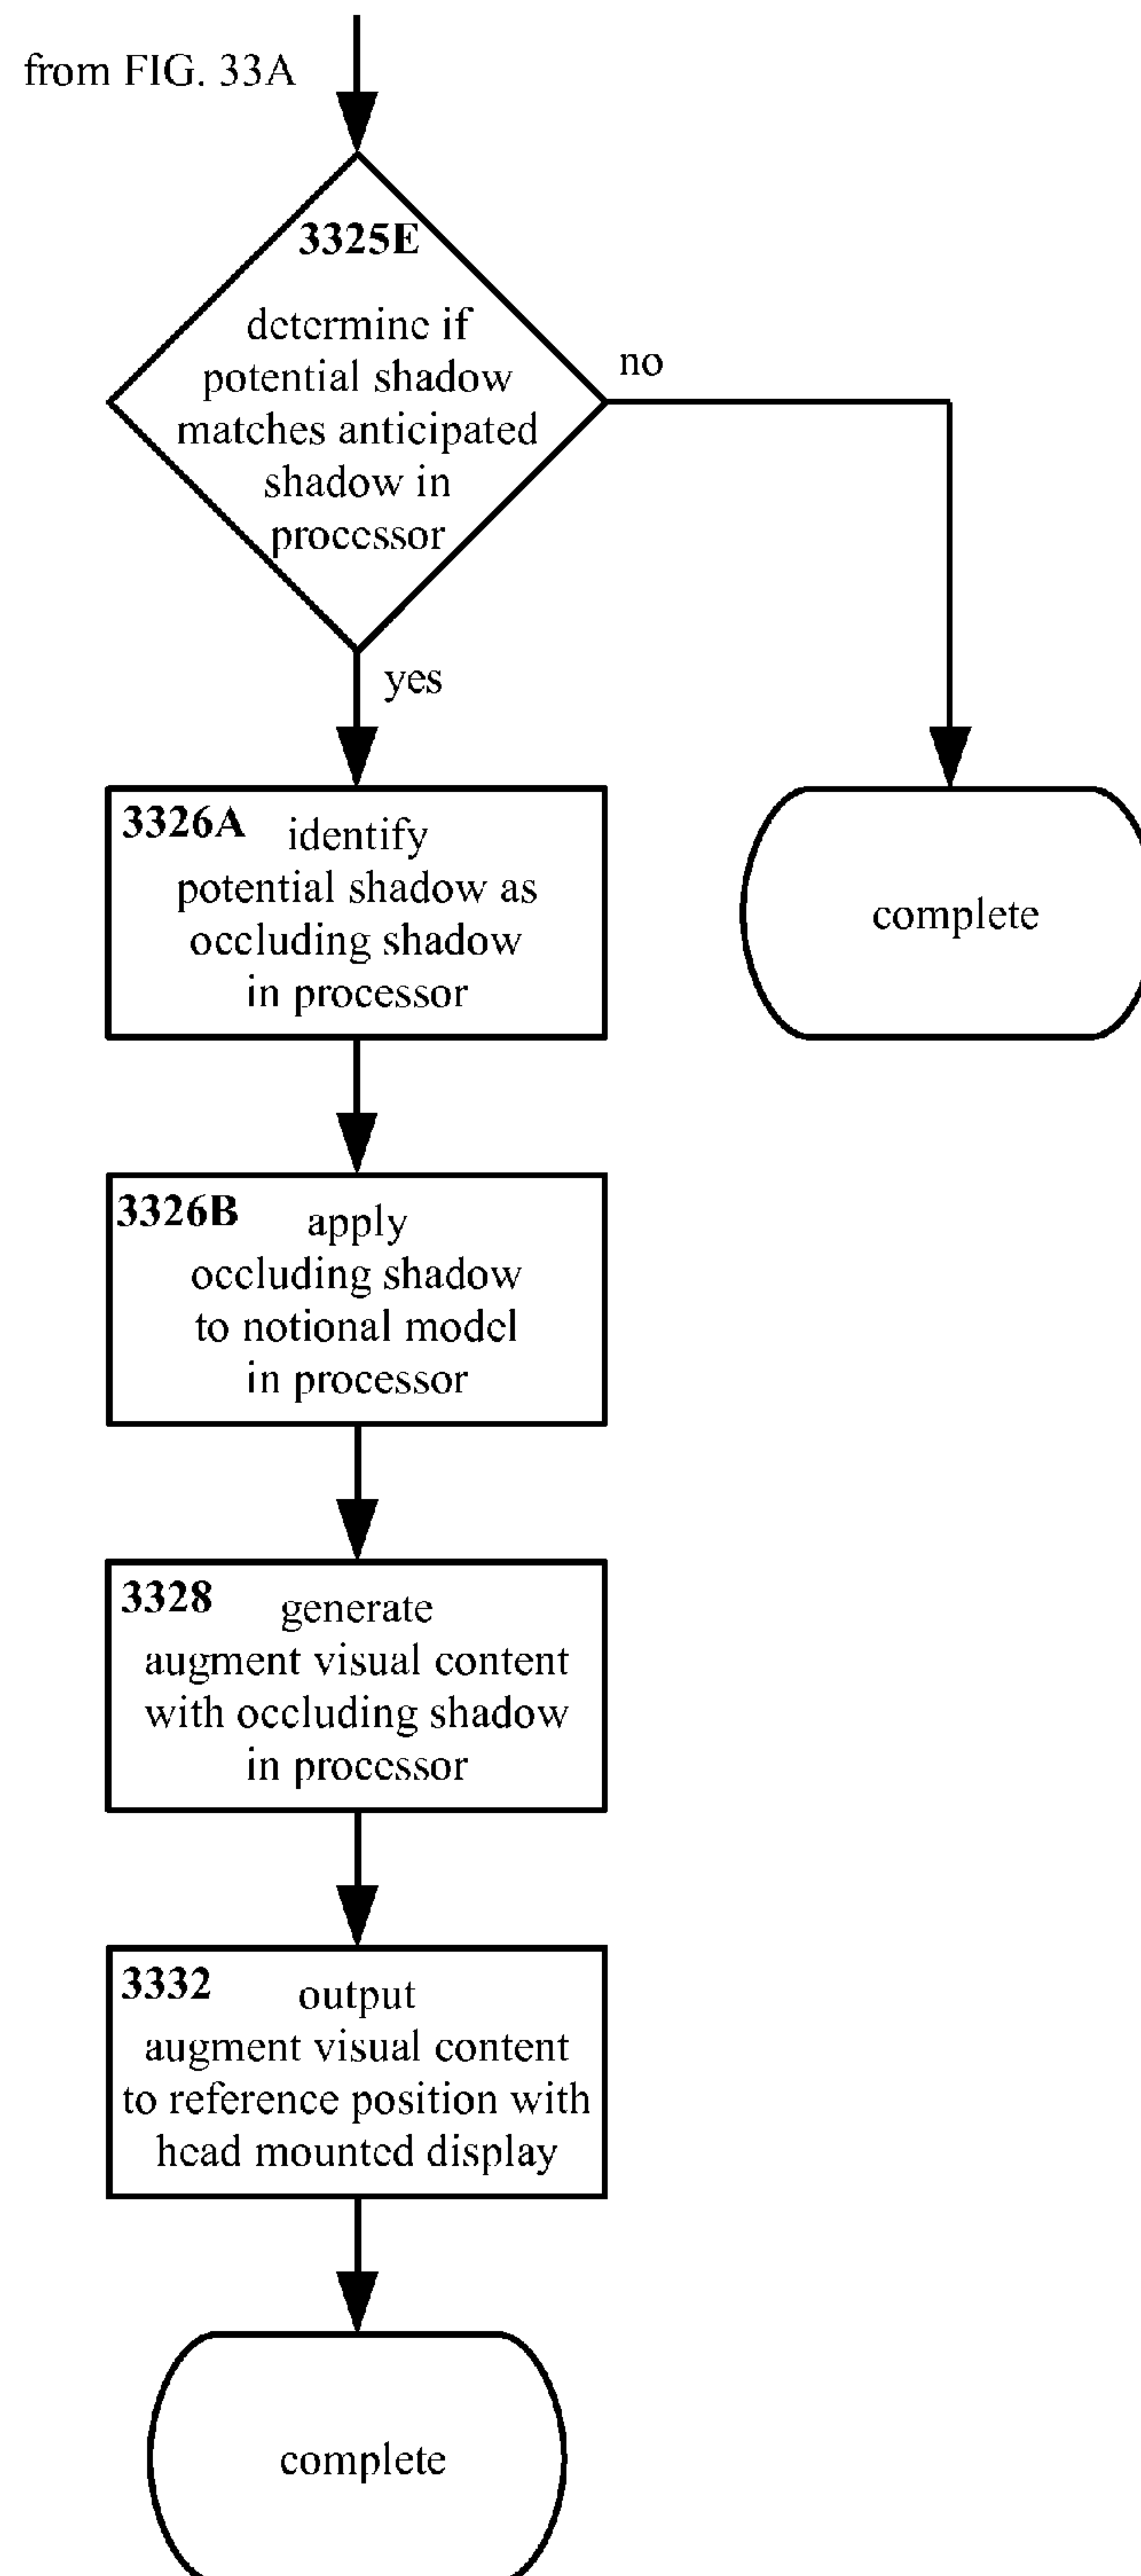 from FIG. 33A
3325E
determine if
potential shadow
matches anticipated
shadow in
processor
no
yes
3326A identify
potential shadow as
occluding shadow
in processor
complete
3326B apply
occluding shadow
to notional model
in processor
3328 generate
augment visual content
with occluding shadow
in processor
3332 output
augment visual content
to reference position with
head mounted display
complete